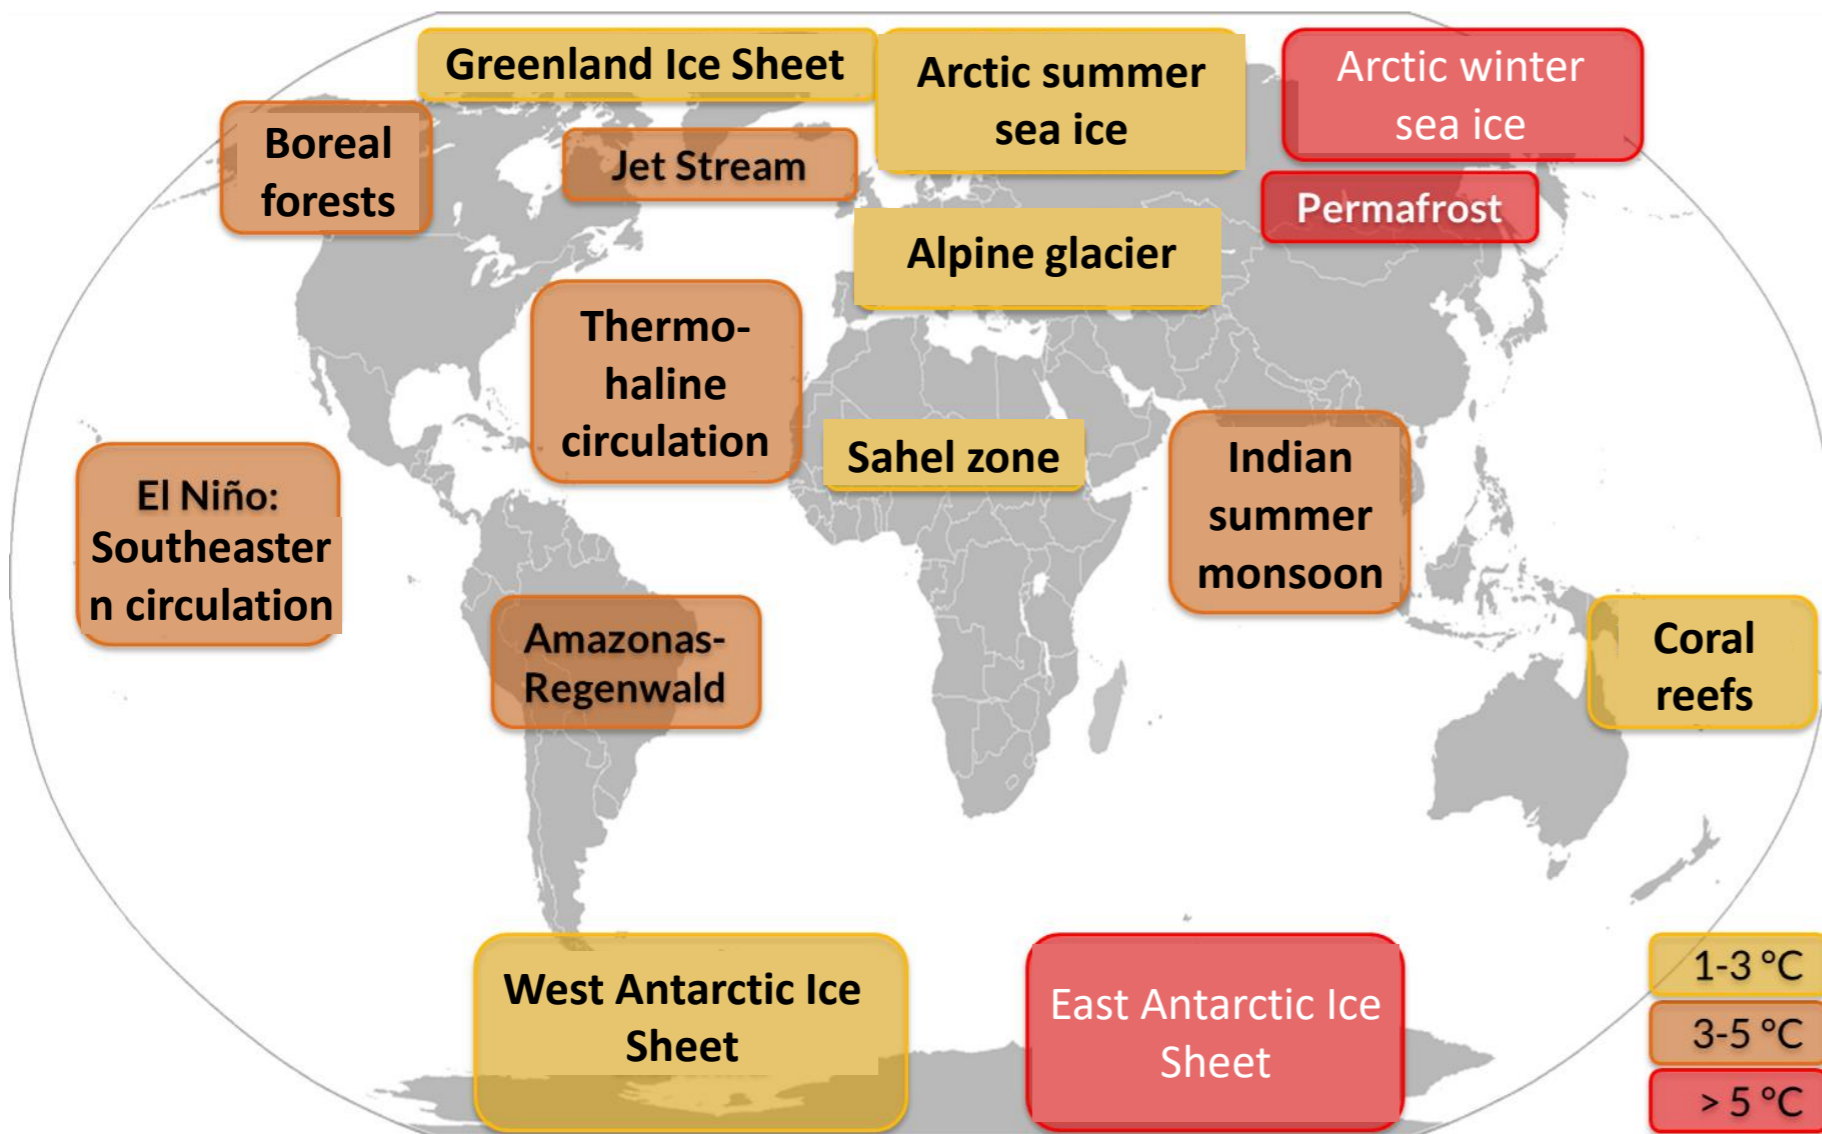 Greenland Ice Sheet
Arctic summer
sea ice
Arctic winter
sea ice
Boreal
forests
Jet Stream
Permafrost
Alpine glacier
Thermo-
haline
circulation
Sahel zone
Indian
summer
monsoon
El Niño:
Southeaster
n circulation
Amazonas-
Regenwald
Coral
reefs
West Antarctic Ice
Sheet
East Antarctic Ice
Sheet
1-3 °C
3-5 °C
> 5 °C